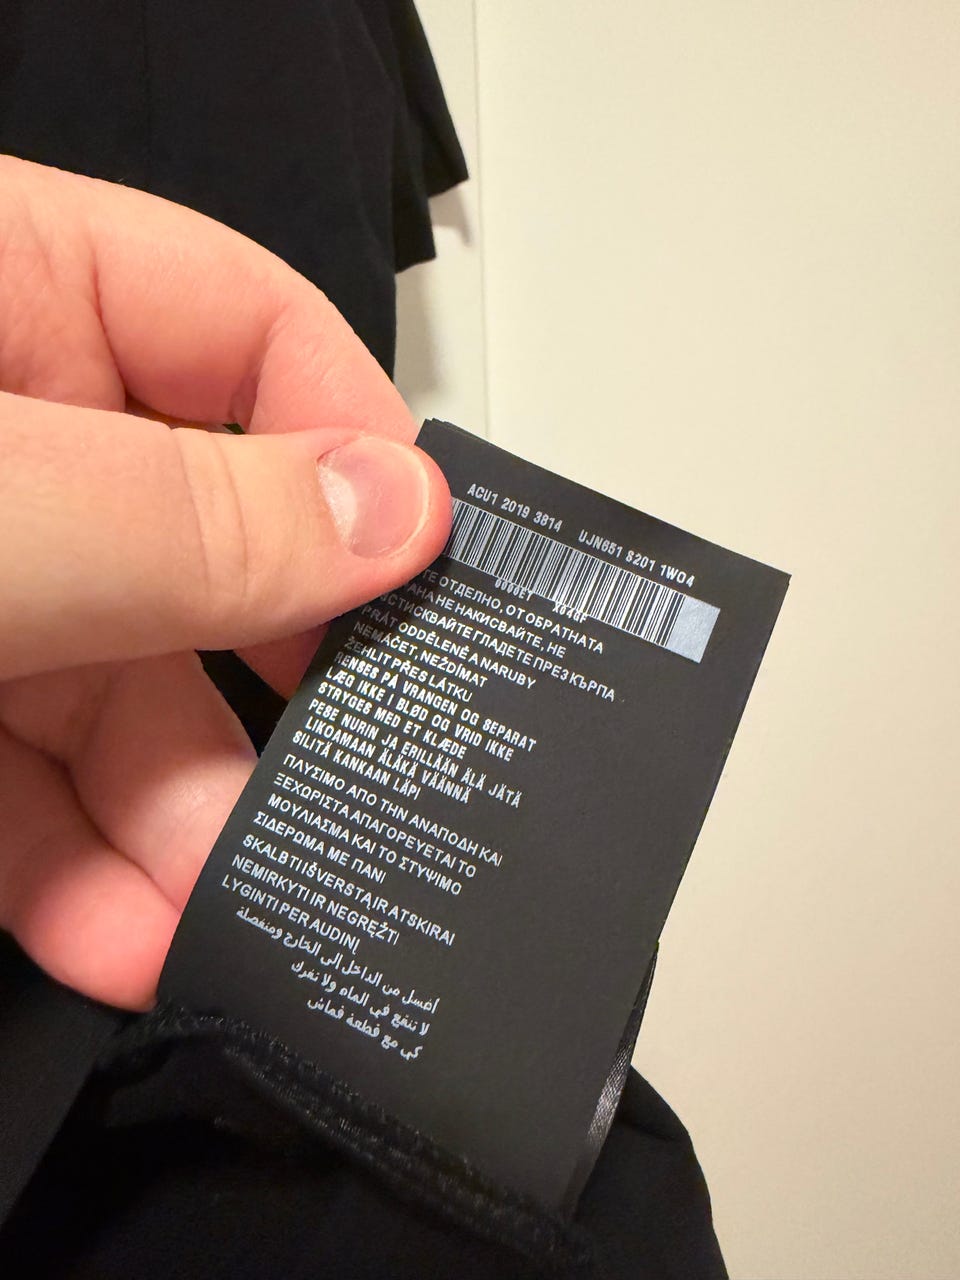 ACU1 2019 3814 UJN651 S201 1W04
ТЕ ОТДЕЛНО, ОТ ОБРАТНАТА
НЕ НАКИСВАЙТЕ, НЕ
ГЛАДЕТЕ ПРЕЗ КЪРПА
PRÁT ODDĚLENĚ A NARUBY
NEMÁČET, NEŽDÍMAT
ŽEHLIT PŘES LÁTKU
RENSES PÅ VRANGEN OG SEPARAT
LÆG IKKE I BLØD OG VRID IKKE
STRYGES MED ET KLÆDE
PESE NURIN JA ERILLÄÄN ÄLÄ JÄTÄ
LIKOAMAAN ÄLÄKÄ VÄÄNNÄ
SILITÄ KANKAAN LÄPI
ΠΛΥΣΙΜΟ ΑΠΟ ΤΗΝ ΑΝΑΠΟΔΗ ΚΑΙ
ΞΕΧΩΡΙΣΤΑ ΑΠΑΓΟΡΕΥΕΤΑΙ ΤΟ
ΜΟΥΛΙΑΣΜΑ ΚΑΙ ΤΟ ΣΤΥΨΙΜΟ
ΣΙΔΕΡΩΜΑ ΜΕ ΠΑΝΙ
SKALBTI IŠVERSTĄ IR ATSKIRAI
NEMIRKYTI IR NEGRĘŽTI
LYGINTI PER AUDINĮ
اغسل من الداخل إلى الخارج ومنفصلة
لا تنقع في الماء ولا تفرك
كي مع قطعة قماش